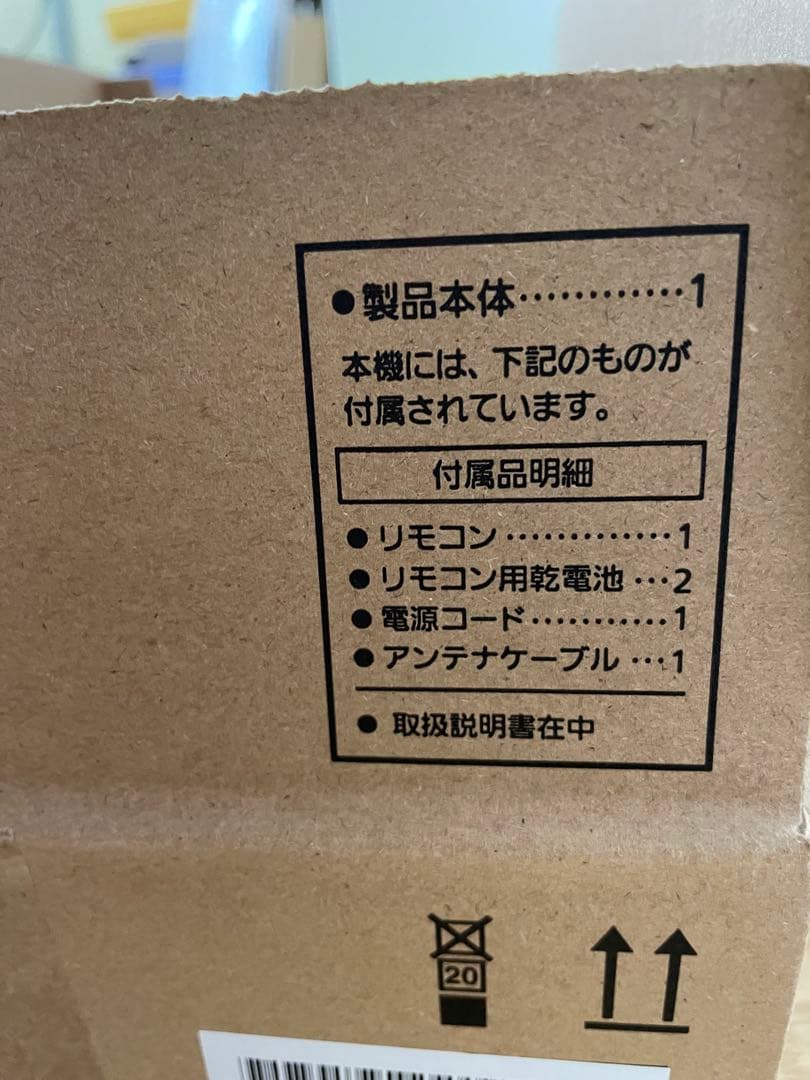 ●製品本体…………1
本機には、下記のものが
付属されています。
付属品明細
●リモコン…………1
●リモコン用乾電池…2
●電源コード…………1
●アンテナケーブル…1
●取扱説明書在中
20